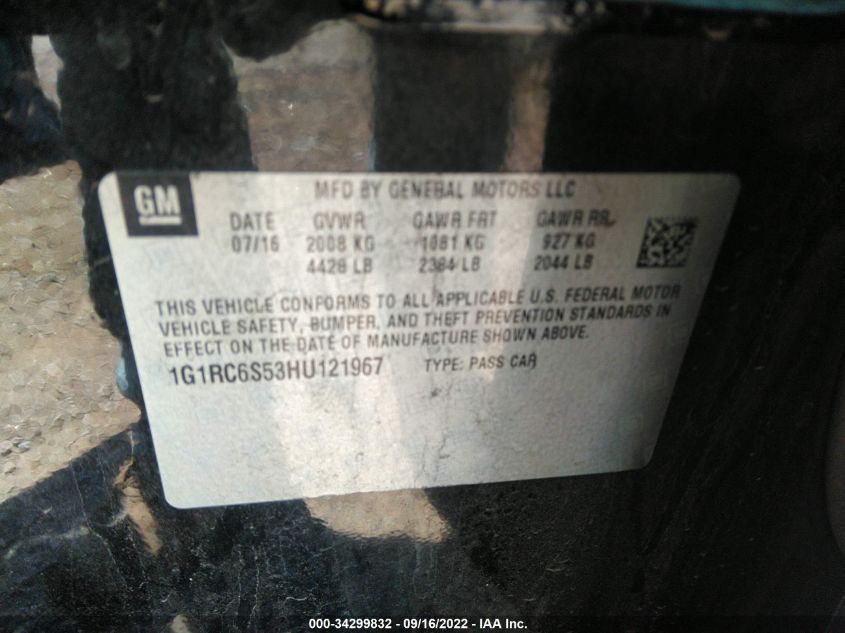 GM
MFD BY GENERAL MOTORS LLC
DATE GVWR GAWR FRT GAWR RR
07/16 2008 KG 1081 KG 927 KG
4428 LB 2384 LB 2044 LB
THIS VEHICLE CONFORMS TO ALL APPLICABLE U.S. FEDERAL MOTOR
VEHICLE SAFETY, BUMPER, AND THEFT PREVENTION STANDARDS IN
EFFECT ON THE DATE OF MANUFACTURE SHOWN ABOVE.
1G1RC6S53HU121967 TYPE: PASS CAR
000-34299832 - 09/16/2022 - IAA Inc.